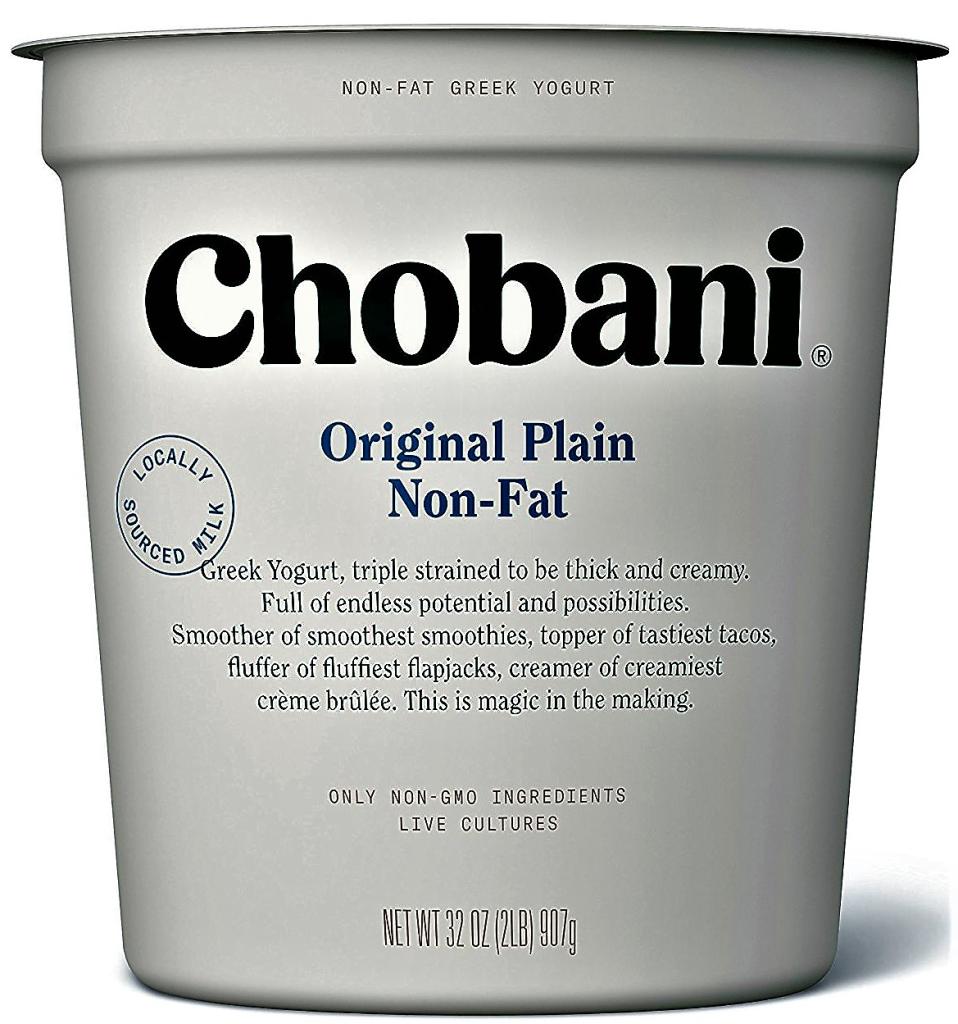 NON-FAT GREEK YOGURT
Chobani®
Original Plain
Non-Fat
LOCALLY
SOURCED MILK
Greek Yogurt, triple strained to be thick and creamy.
Full of endless potential and possibilities.
Smoother of smoothest smoothies, topper of tastiest tacos,
fluffer of fluffiest flapjacks, creamer of creamiest
crème brûlée. This is magic in the making.
ONLY NON-GMO INGREDIENTS
LIVE CULTURES
NET WT 32 OZ (2LB) 907g